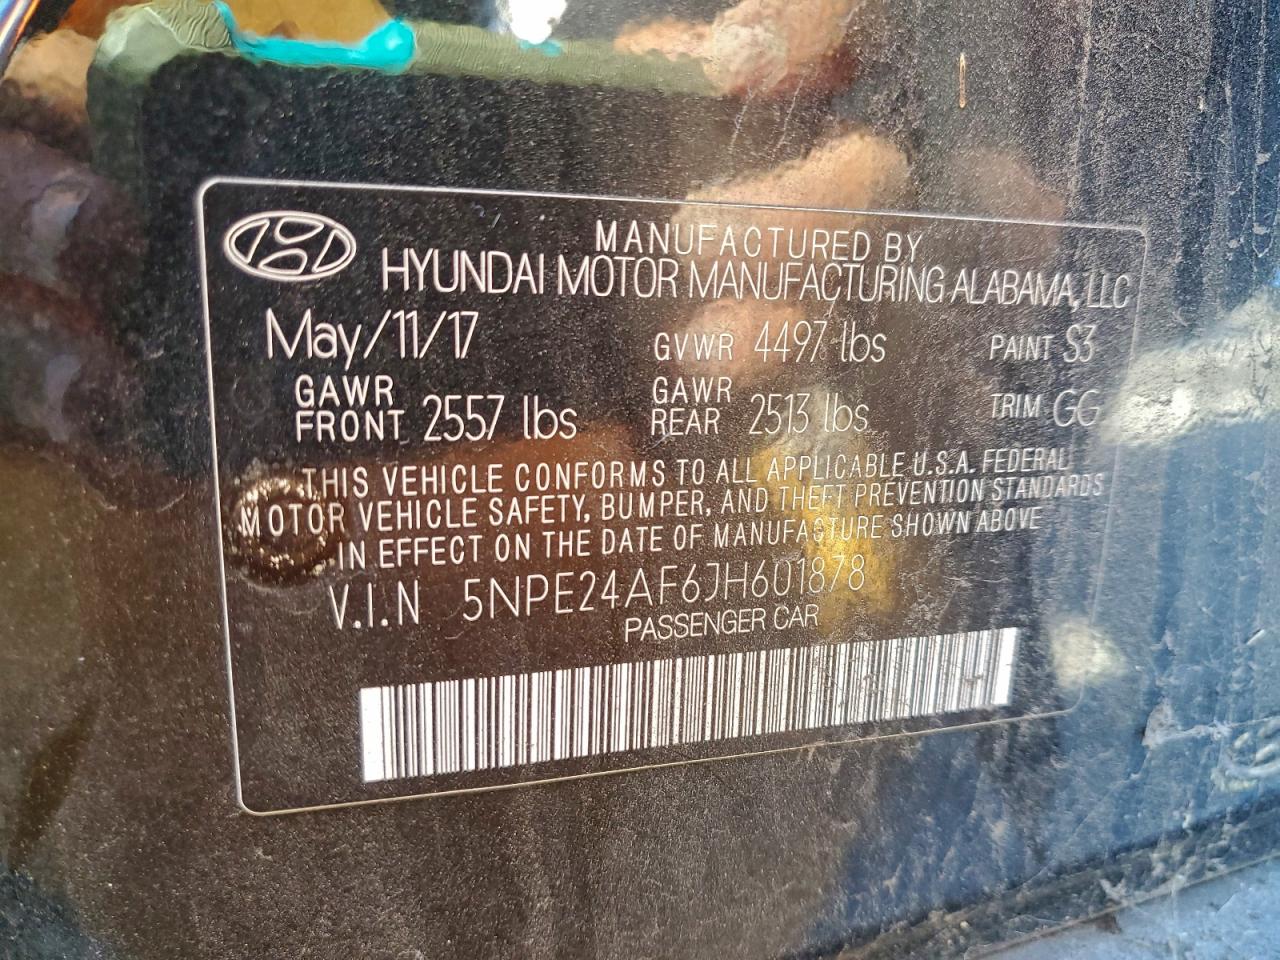 MANUFACTURED BY
HYUNDAI MOTOR MANUFACTURING ALABAMA, LLC
May/11/17 GVWR 4497 lbs PAINT S3
GAWR FRONT 2557 lbs GAWR REAR 2513 lbs TRIM GG
THIS VEHICLE CONFORMS TO ALL APPLICABLE U.S.A. FEDERAL
MOTOR VEHICLE SAFETY, BUMPER, AND THEFT PREVENTION STANDARDS
IN EFFECT ON THE DATE OF MANUFACTURE SHOWN ABOVE
V.I.N 5NPE24AF6JH601878
PASSENGER CAR